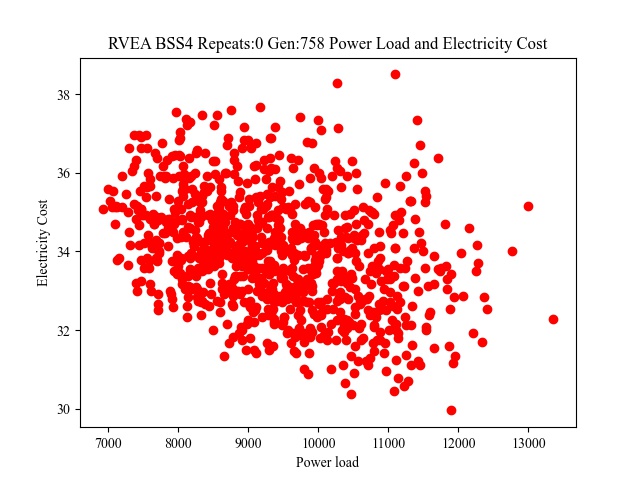 RVEA BSS4 Repeats:0 Gen:758 Power Load and Electricity Cost
Electricity Cost
38
36
34
32
30
7000 8000 9000 10000 11000 12000 13000
Power load